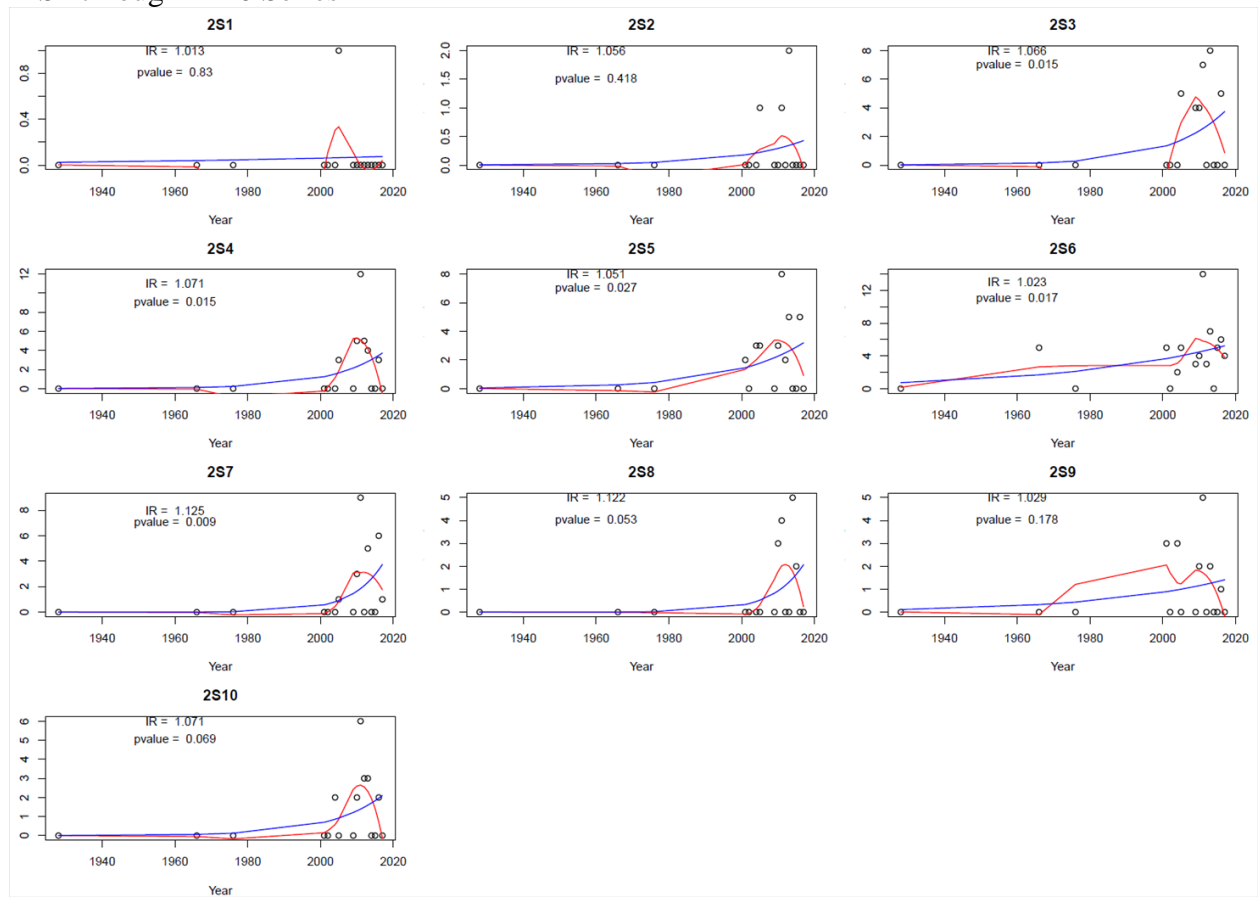 2S1
IR = 1.013
pvalue = 0.83
0.8
0.4
0.0
1940 1960 1980 2000 2020
Year
2S2
IR = 1.056
pvalue = 0.418
2.0
1.5
1.0
0.5
0.0
1940 1960 1980 2000 2020
Year
2S3
IR = 1.066
pvalue = 0.015
8
6
4
2
0
1940 1960 1980 2000 2020
Year
2S4
IR = 1.071
pvalue = 0.015
12
8
6
4
2
0
1940 1960 1980 2000 2020
Year
2S5
IR = 1.051
pvalue = 0.027
8
6
4
2
0
1940 1960 1980 2000 2020
Year
2S6
IR = 1.023
pvalue = 0.017
12
8
4
0
1940 1960 1980 2000 2020
Year
2S7
IR = 1.125
pvalue = 0.009
8
6
4
2
0
1940 1960 1980 2000 2020
Year
2S8
IR = 1.122
pvalue = 0.053
5
4
3
2
1
0
1940 1960 1980 2000 2020
Year
2S9
IR = 1.029
pvalue = 0.178
5
4
3
2
1
0
1940 1960 1980 2000 2020
Year
2S10
IR = 1.071
pvalue = 0.069
6
5
4
3
2
1
0
1940 1960 1980 2000 2020
Year